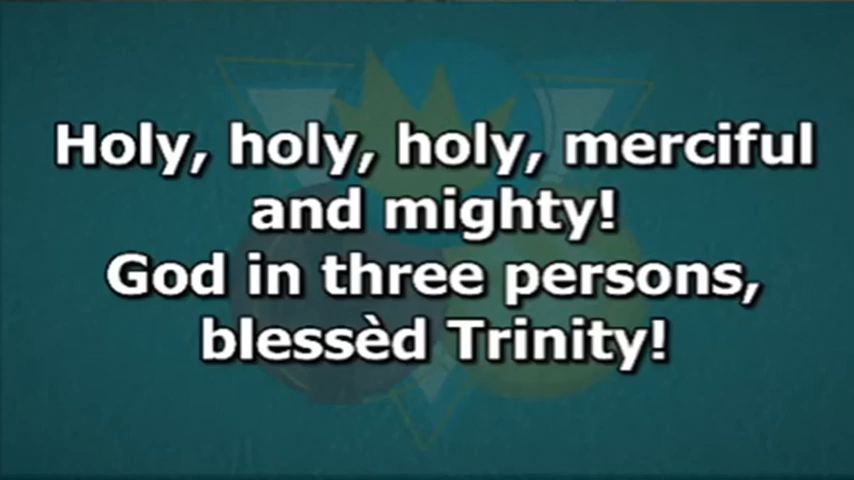 Holy, holy, holy, merciful
and mighty!
God in three persons,
blessèd Trinity!